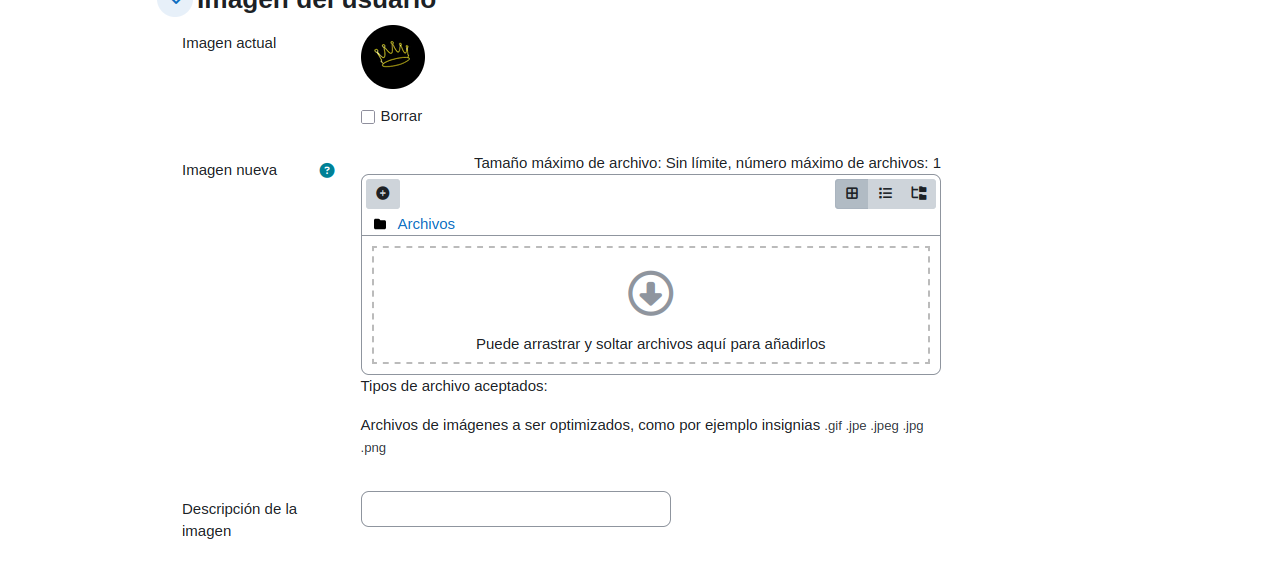 Imagen del usuario
Imagen actual
Borrar
Imagen nueva
Tamaño máximo de archivo: Sin límite, número máximo de archivos: 1
Archivos
Puede arrastrar y soltar archivos aquí para añadirlos
Tipos de archivo aceptados:
Archivos de imágenes a ser optimizados, como por ejemplo insignias .gif .jpe .jpeg .jpg
.png
Descripción de la
imagen